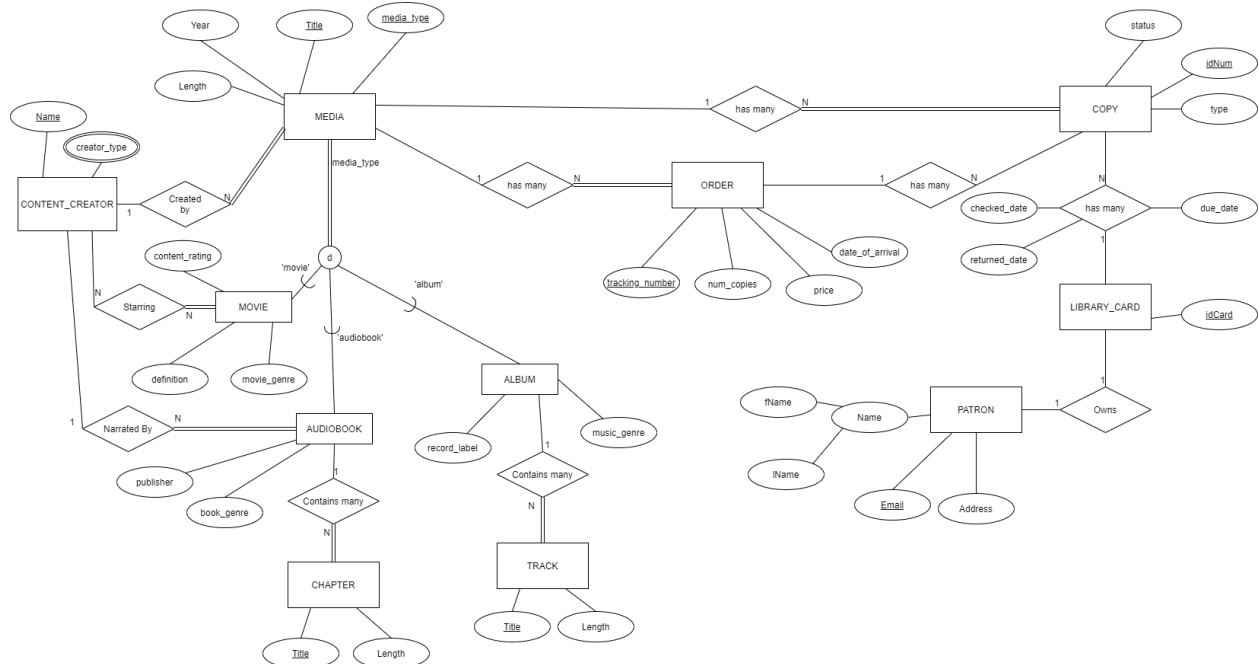 Year
Title
media_type
status
Length
idNum
MEDIA
1
has many
N
COPY
type
Name
creator_type
media_type
CONTENT_CREATOR
1
Created
by
N
1
has many
N
ORDER
1
has many
N
N
checked_date
has many
due_date
returned_date
1
content_rating
'movie'
d
date_of_arrival
tracking_number
num_copies
price
'album'
N
Starring
N
MOVIE
LIBRARY_CARD
idCard
'audiobook'
definition
movie_genre
ALBUM
1
fName
Name
PATRON
1
Owns
1
Narrated By
N
AUDIOBOOK
record_label
music_genre
publisher
book_genre
1
Contains many
N
1
Contains many
N
lName
Email
Address
CHAPTER
TRACK
Title
Length
Title
Length